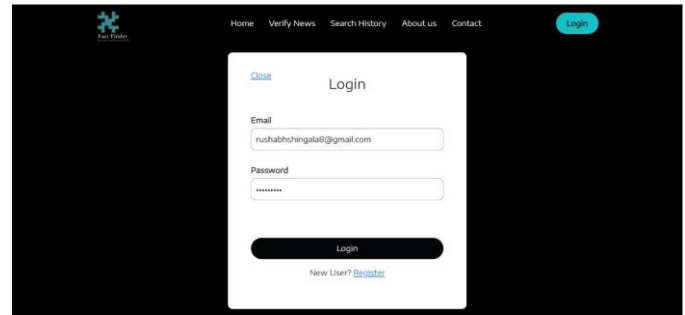 Home Verify News Search History About us Contact Login
Fact Finder
Close
Login
Email
rushabhshingala8@gmail.com
Password
•••••••••
Login
New User? Register